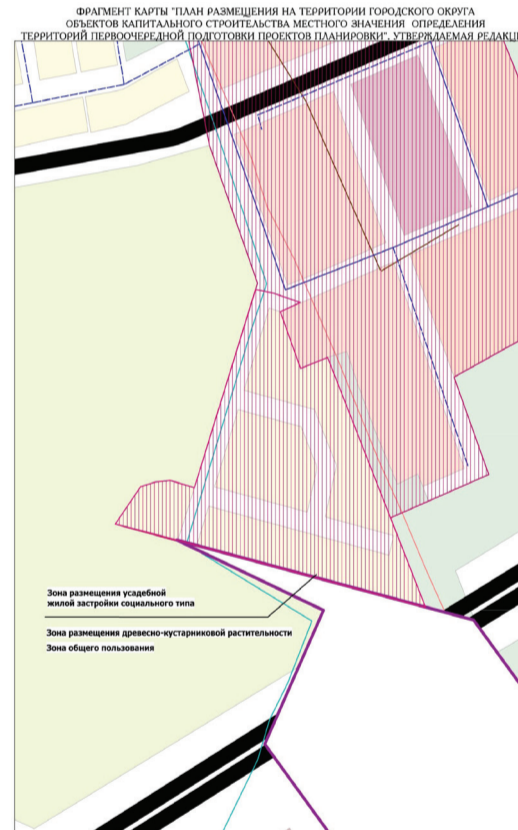 ФРАГМЕНТ КАРТЫ "ПЛАН РАЗМЕЩЕНИЯ НА ТЕРРИТОРИИ ГОРОДСКОГО ОКРУГА
ОБЪЕКТОВ КАПИТАЛЬНОГО СТРОИТЕЛЬСТВА МЕСТНОГО ЗНАЧЕНИЯ ОПРЕДЕЛЕНИЯ
ТЕРРИТОРИЙ ПЕРВООЧЕРЕДНОЙ ПОДГОТОВКИ ПРОЕКТОВ ПЛАНИРОВКИ". УТВЕРЖДАЕМАЯ РЕДАКЦИ
Зона размещения усадебной
жилой застройки социального типа
Зона размещения древесно-кустарниковой растительности
Зона общего пользования